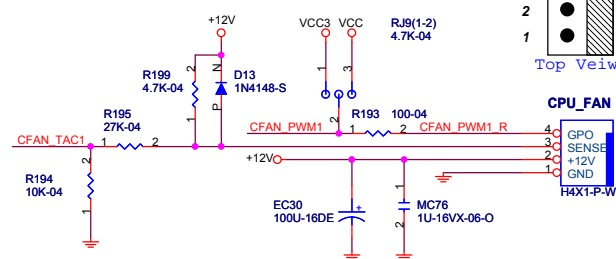 +12V
VCC3 VCC
RJ9(1-2)
4.7K-04
2
1
Top Veiw
R199
4.7K-04
2
1
N
P
D13
1N4148-S
1
3
2
CPU_FAN
R195
27K-04
CFAN_PWM1
R193 100-04
1 2
CFAN_PWM1_R
4 GPO
CFAN_TAC1
1 2
3 SENSE
+12V
2 +12V
1 GND
H4X1-P-W
R194
10K-04
2
1
EC30
100U-16DE
+
MC76
1U-16VX-06-O
1
2